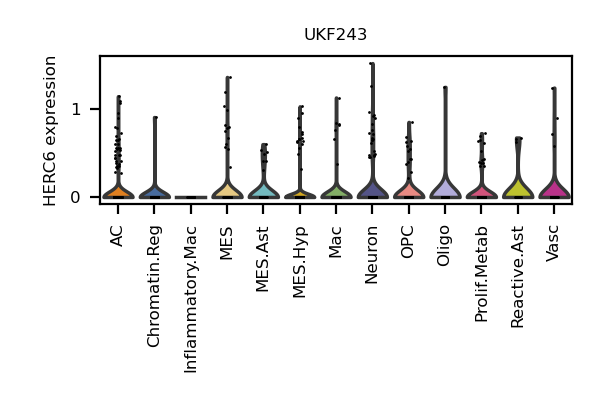 UKF243
HERC6 expression
1
0
AC
Chromatin.Reg
Inflammatory.Mac
MES
MES.Ast
MES.Hyp
Mac
Neuron
OPC
Oligo
Prolif.Metab
Reactive.Ast
Vasc